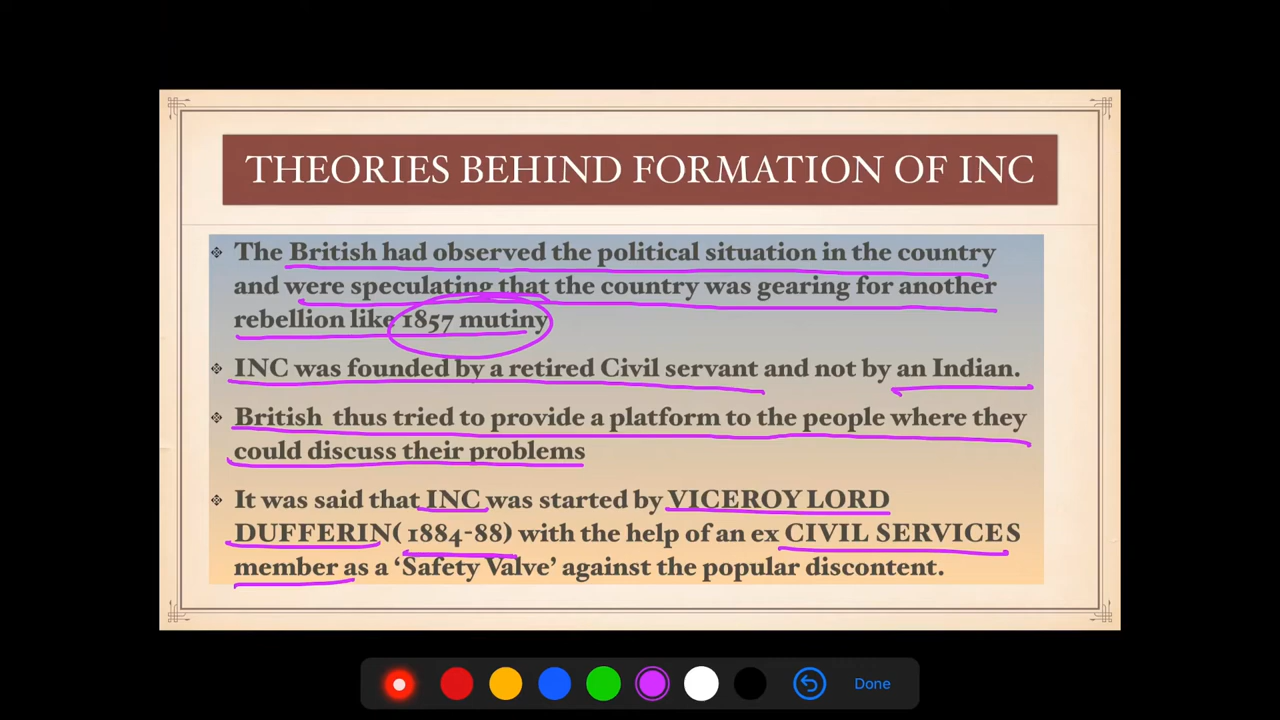 THEORIES BEHIND FORMATION OF INC
The British had observed the political situation in the country
and were speculating that the country was gearing for another
rebellion like 1857 mutiny
INC was founded by a retired Civil servant and not by an Indian.
British thus tried to provide a platform to the people where they
could discuss their problems
It was said that INC was started by VICEROY LORD
DUFFERIN( 1884-88) with the help of an ex CIVIL SERVICES
member as a ‘Safety Valve’ against the popular discontent.
Done